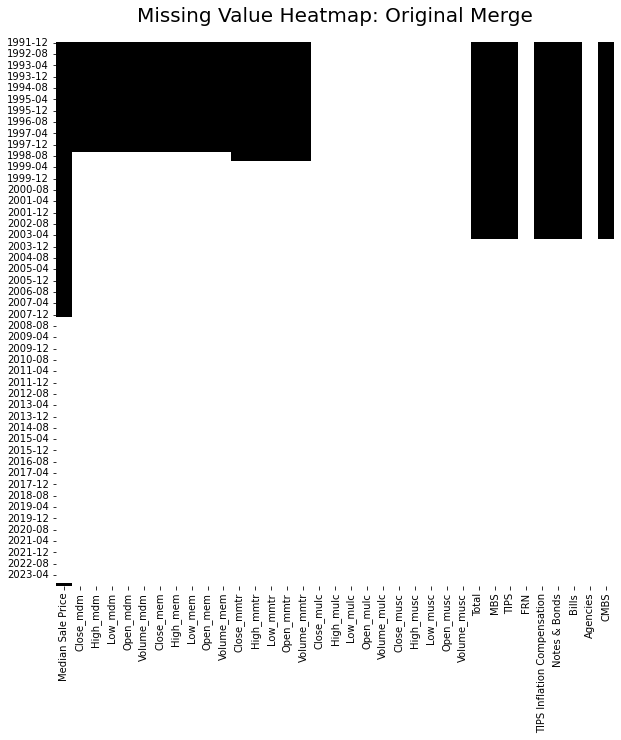 Missing Value Heatmap: Original Merge
1991-12
1992-08
1993-04
1993-12
1994-08
1995-04
1995-12
1996-08
1997-04
1997-12
1998-08
1999-04
1999-12
2000-08
2001-04
2001-12
2002-08
2003-04
2003-12
2004-08
2005-04
2005-12
2006-08
2007-04
2007-12
2008-08
2009-04
2009-12
2010-08
2011-04
2011-12
2012-08
2013-04
2013-12
2014-08
2015-04
2015-12
2016-08
2017-04
2017-12
2018-08
2019-04
2019-12
2020-08
2021-04
2021-12
2022-08
2023-04
Median Sale Price
Close_mdm
High_mdm
Low_mdm
Open_mdm
Volume_mdm
Close_mem
High_mem
Low_mem
Open_mem
Volume_mem
Close_mmtr
High_mmtr
Low_mmtr
Open_mmtr
Volume_mmtr
Close_mulc
High_mulc
Low_mulc
Open_mulc
Volume_mulc
Close_musc
High_musc
Low_musc
Open_musc
Volume_musc
Total
MBS
TIPS
FRN
TIPS Inflation Compensation
Notes & Bonds
Bills
Agencies
CMBS